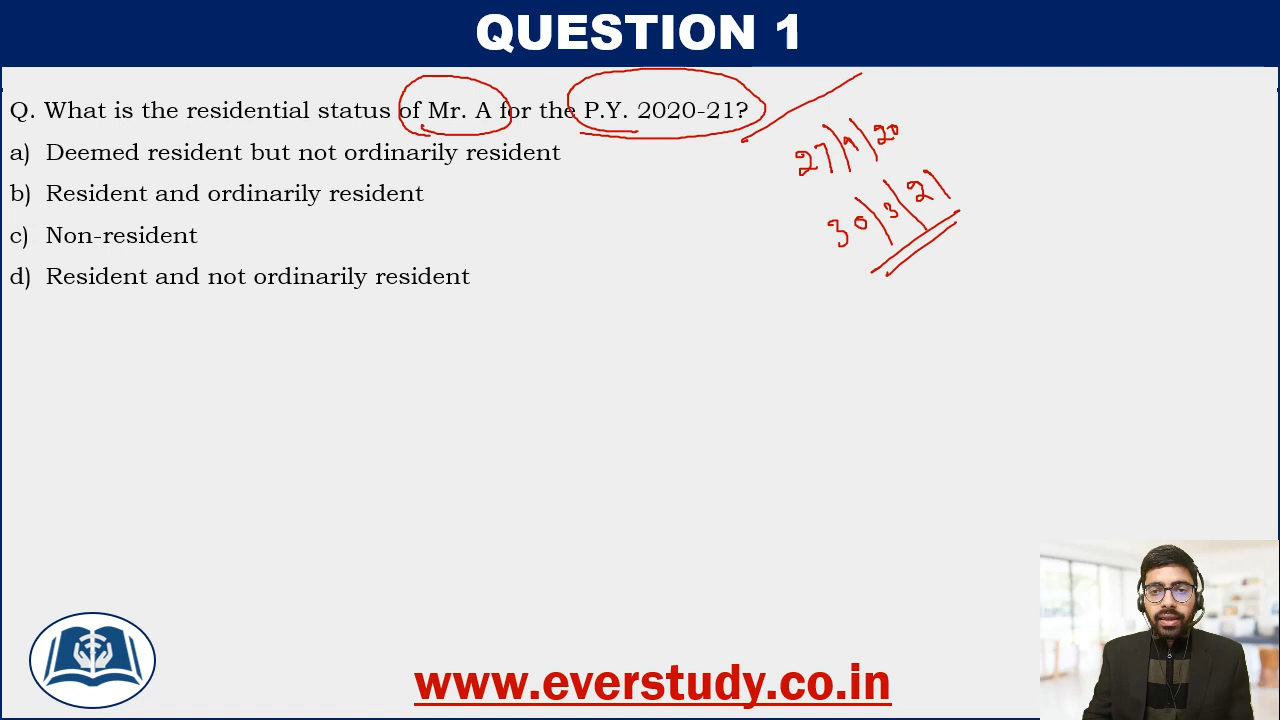 QUESTION 1
Q. What is the residential status of Mr. A for the P.Y. 2020-21?
a) Deemed resident but not ordinarily resident
b) Resident and ordinarily resident
c) Non-resident
d) Resident and not ordinarily resident
27/9/20
30/3/21
www.everstudy.co.in